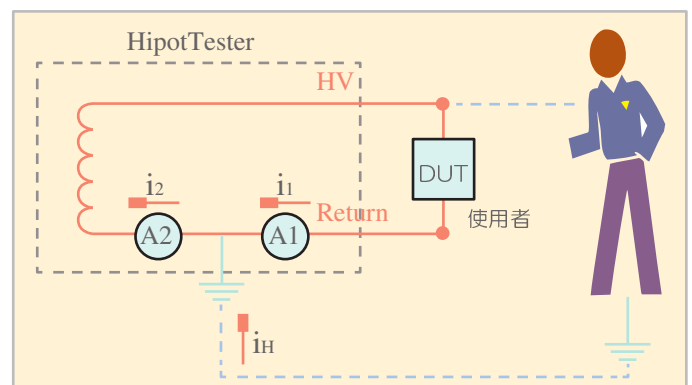 HipotTester
HV
i2
i1
Return
DUT
A2
A1
使用者
iH